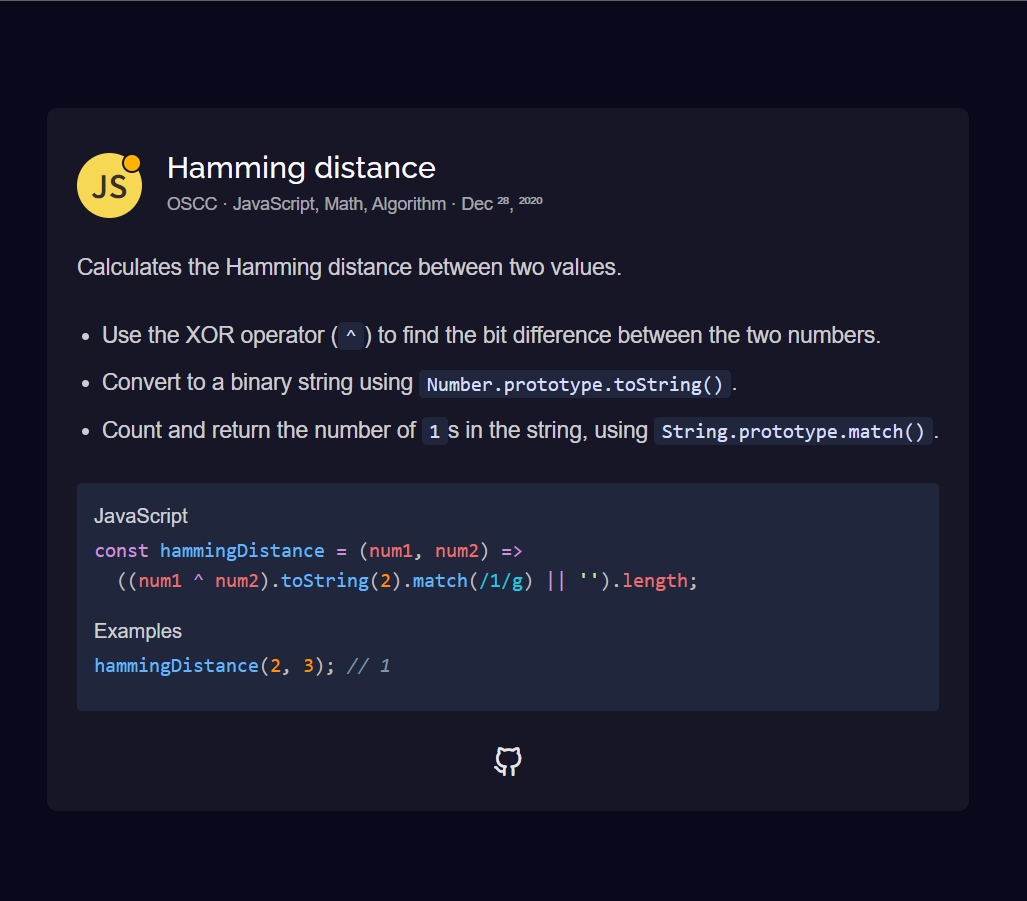 JS
Hamming distance
OSCC · JavaScript, Math, Algorithm · Dec 28, 2020
Calculates the Hamming distance between two values.
• Use the XOR operator ( ^ ) to find the bit difference between the two numbers.
• Convert to a binary string using Number.prototype.toString() .
• Count and return the number of 1 s in the string, using String.prototype.match() .
JavaScript
const hammingDistance = (num1, num2) =>
  ((num1 ^ num2).toString(2).match(/1/g) || '').length;
Examples
hammingDistance(2, 3); // 1